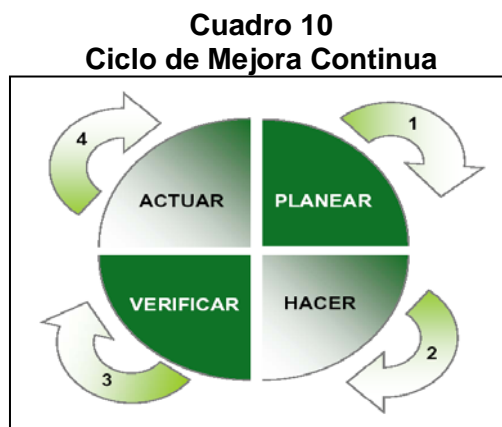 Cuadro 10
Ciclo de Mejora Continua
4
1
ACTUAR
PLANEAR
VERIFICAR
HACER
3
2